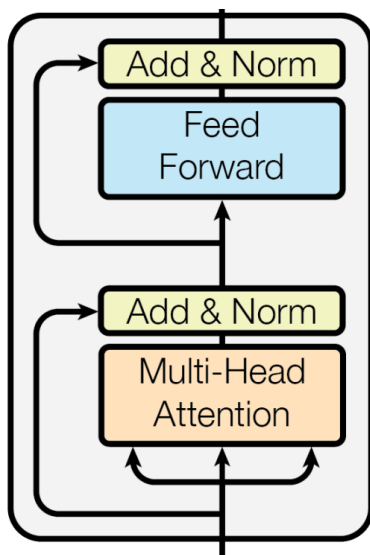 Add & Norm
Feed
Forward
Add & Norm
Multi-Head
Attention